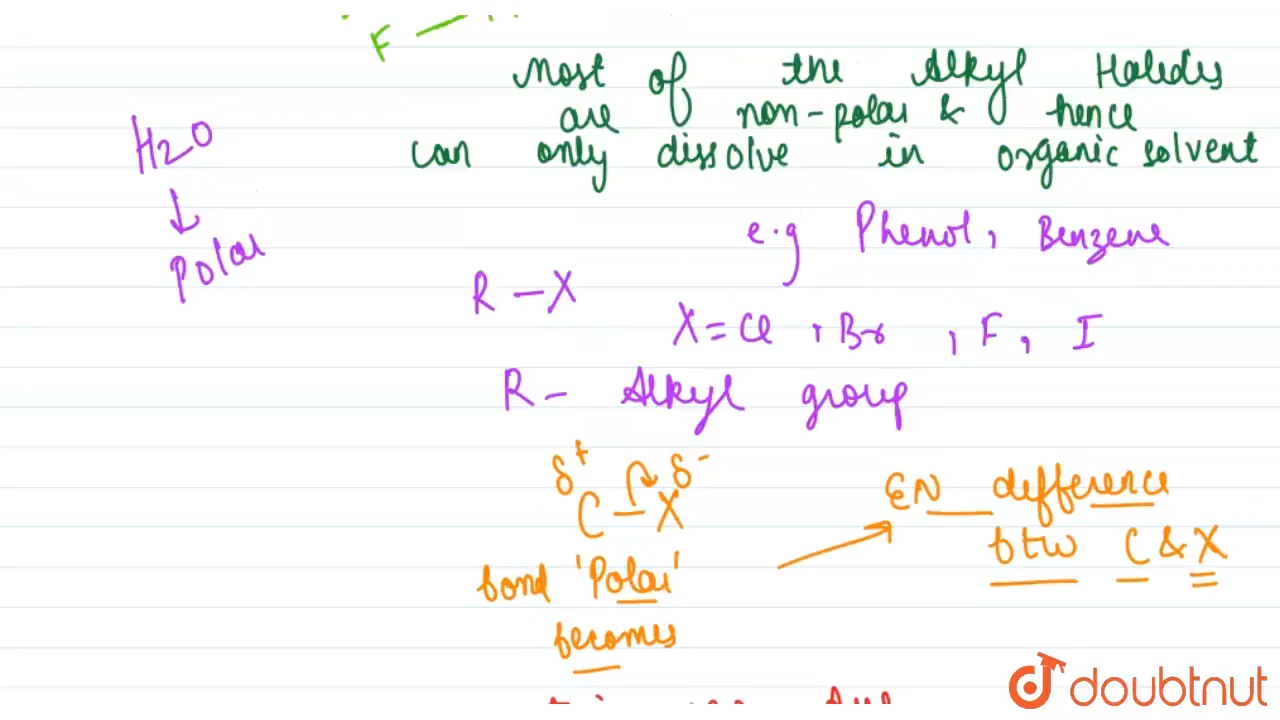 F
Most of the Alkyl Halides
are non-polar & hence
can only dissolve in organic solvent
H2O
↓
Polar
e.g Phenol, Benzene
R - X
X = Cl, Br, F, I
R - Alkyl group
δ+ δ-
C - X
bond 'Polar'
becomes
EN difference
btw C & X
doubtnut